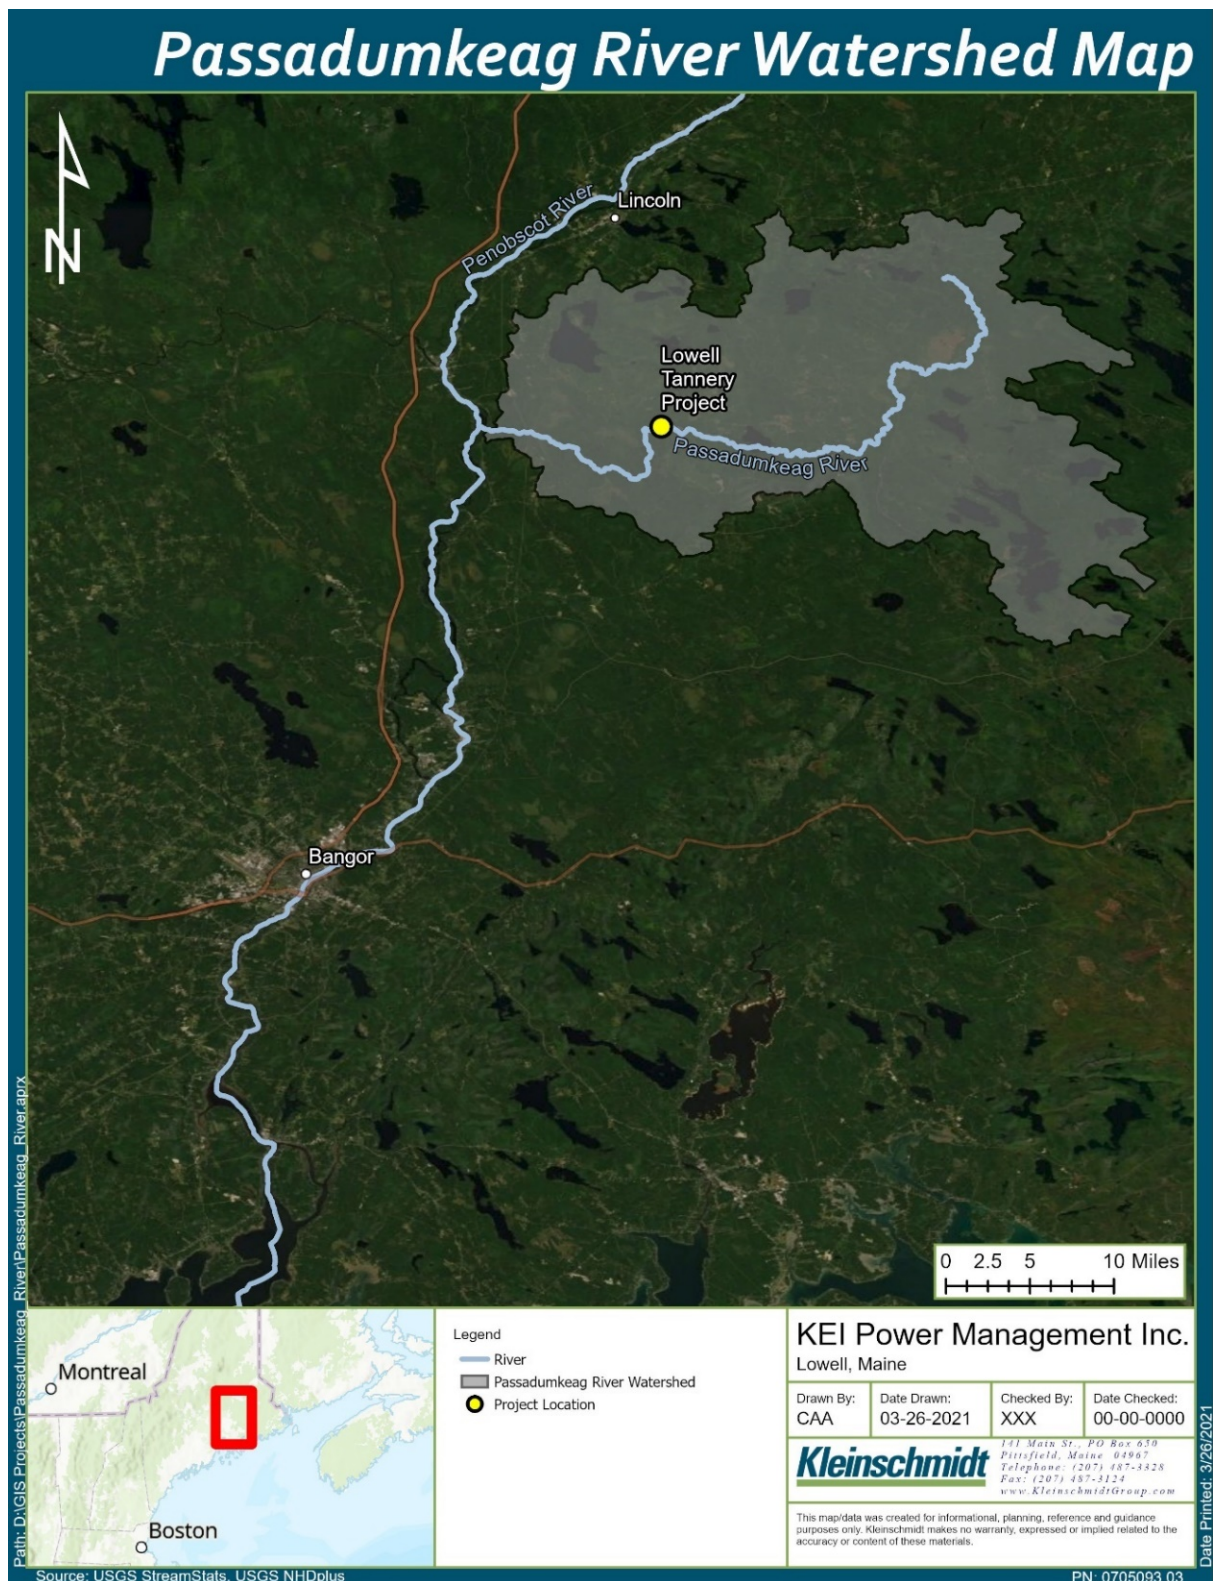 Passadumkeag River Watershed Map
N
Penobscot River
Lincoln
Lowell
Tannery
Project
Passadumkeag River
Bangor
0 2.5 5 10 Miles
Montreal
Boston
Legend
River
Passadumkeag River Watershed
Project Location
KEI Power Management Inc.
Lowell, Maine
Drawn By:
CAA
Date Drawn:
03-26-2021
Checked By:
XXX
Date Checked:
00-00-0000
Kleinschmidt
141 Main St., PO Box 650
Pittsfield, Maine 04967
Telephone: (207) 487-3328
Fax: (207) 487-3124
www.KleinschmidtGroup.com
This map/data was created for informational, planning, reference and guidance
purposes only. Kleinschmidt makes no warranty, expressed or implied related to the
accuracy or content of these materials.
Path: D:\GIS Projects\Passadumkeag_River\Passadumkeag_River.aprx
Date Printed: 3/26/2021
Source: USGS StreamStats, USGS NHDplus
PN: 0705093.03